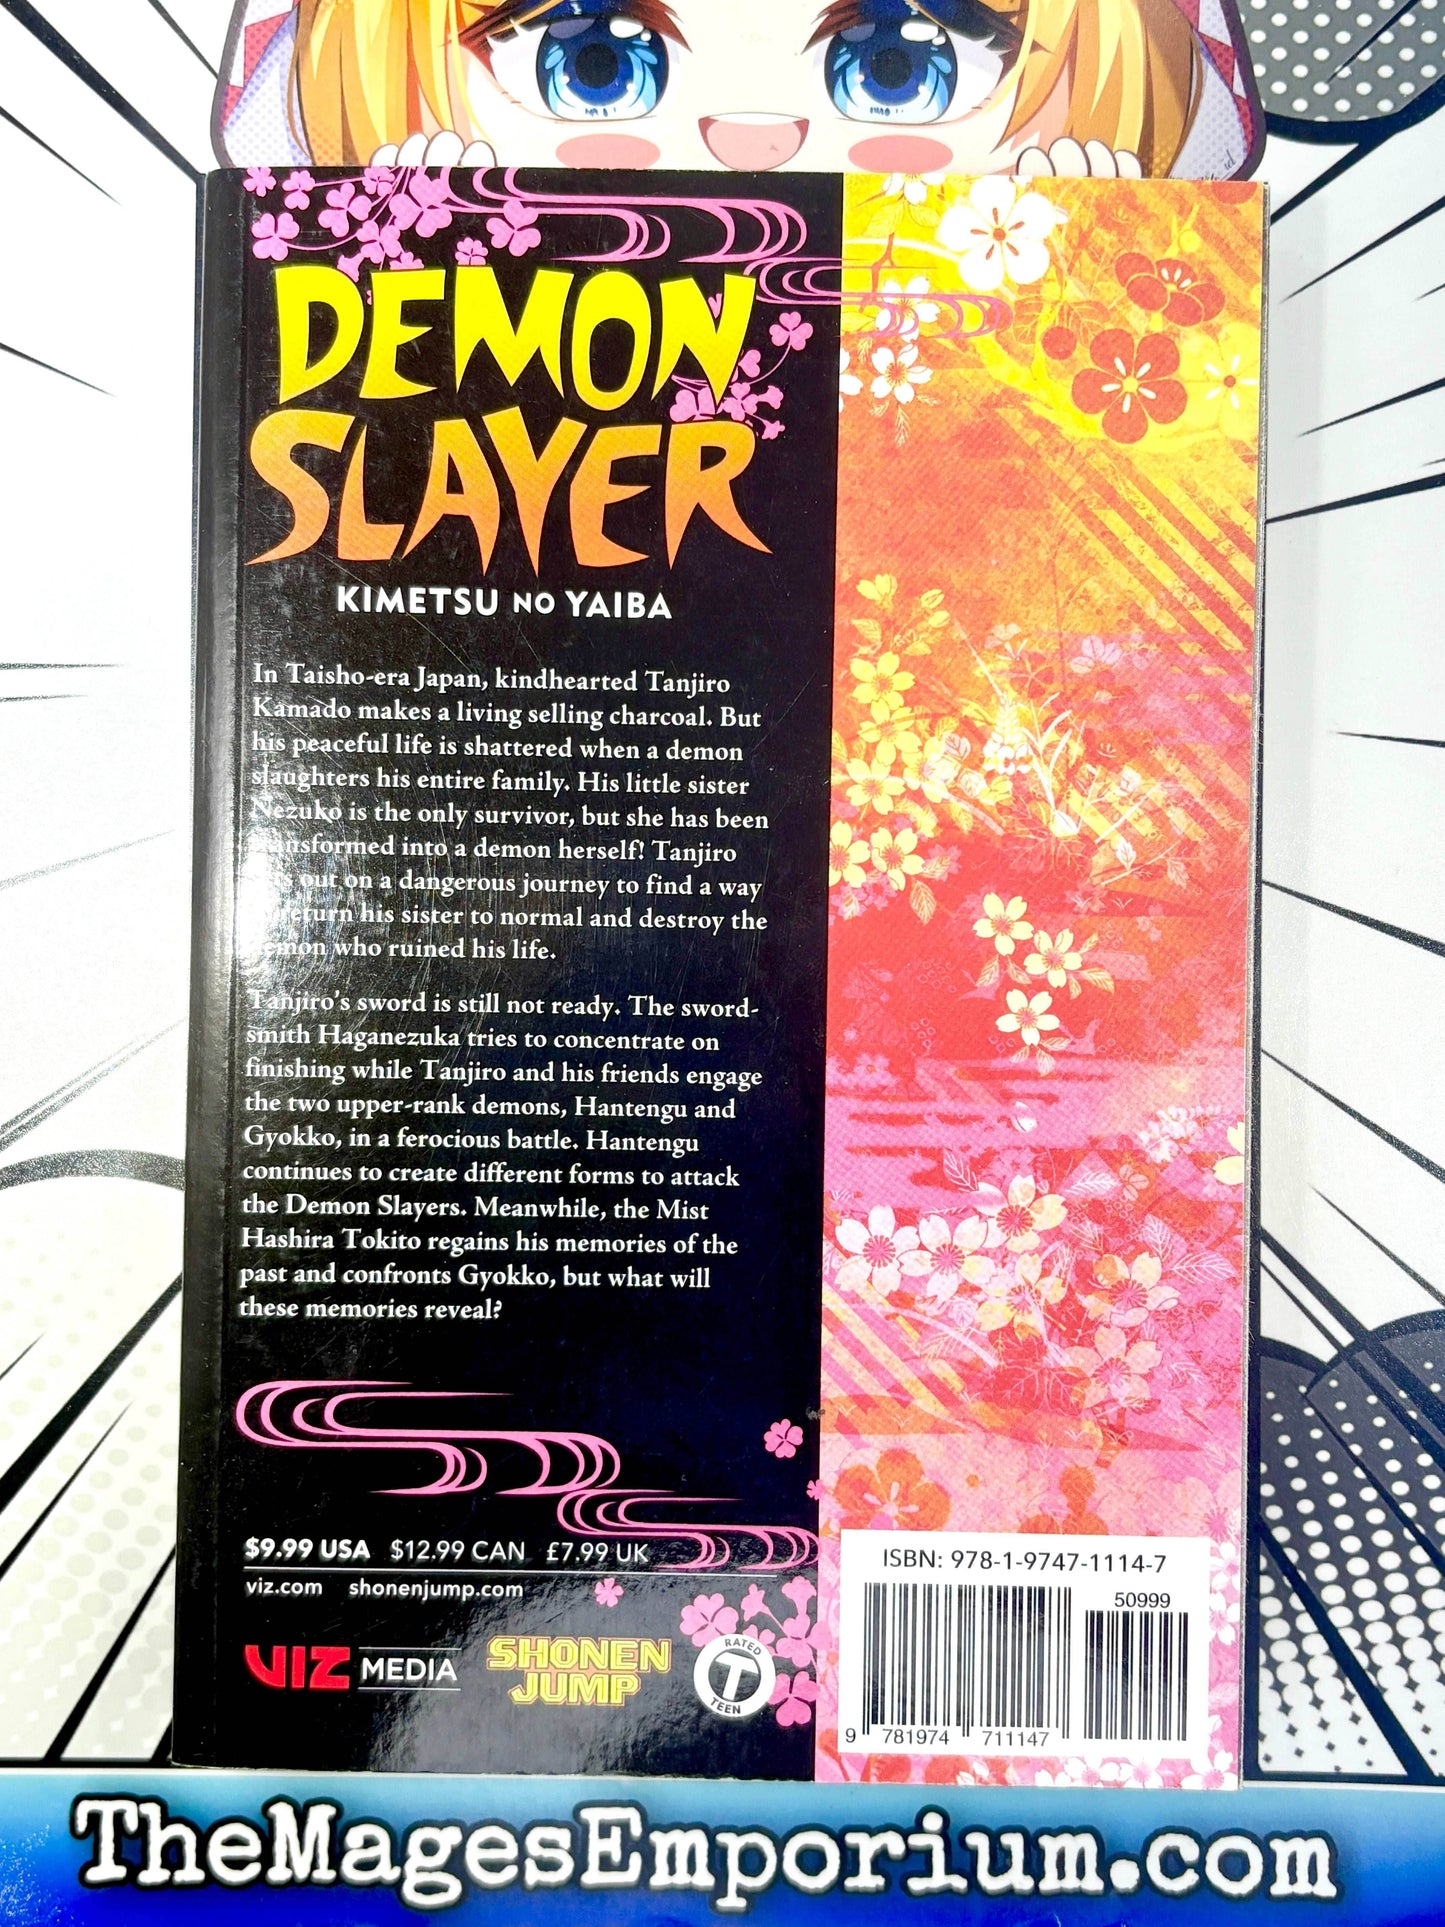 DEMON
SLAYER
KIMETSU NO YAIBA
In Taisho-era Japan, kindhearted Tanjiro
Kamado makes a living selling charcoal. But
his peaceful life is shattered when a demon
slaughters his entire family. His little sister
Nezuko is the only survivor, but she has been
transformed into a demon herself! Tanjiro
out on a dangerous journey to find a way
return his sister to normal and destroy the
demon who ruined his life.
Tanjiro's sword is still not ready. The sword-
smith Haganezuka tries to concentrate on
finishing while Tanjiro and his friends engage
the two upper-rank demons, Hantengu and
Gyokko, in a ferocious battle. Hantengu
continues to create different forms to attack
the Demon Slayers. Meanwhile, the Mist
Hashira Tokito regains his memories of the
past and confronts Gyokko, but what will
these memories reveal?
$9.99 USA $12.99 CAN £7.99 UK
viz.com shonenjump.com
VIZ MEDIA
SHONEN
JUMP
RATED
T
TEEN
ISBN: 978-1-9747-1114-7
50999
9 781974 711147
TheMagesEmporium.com